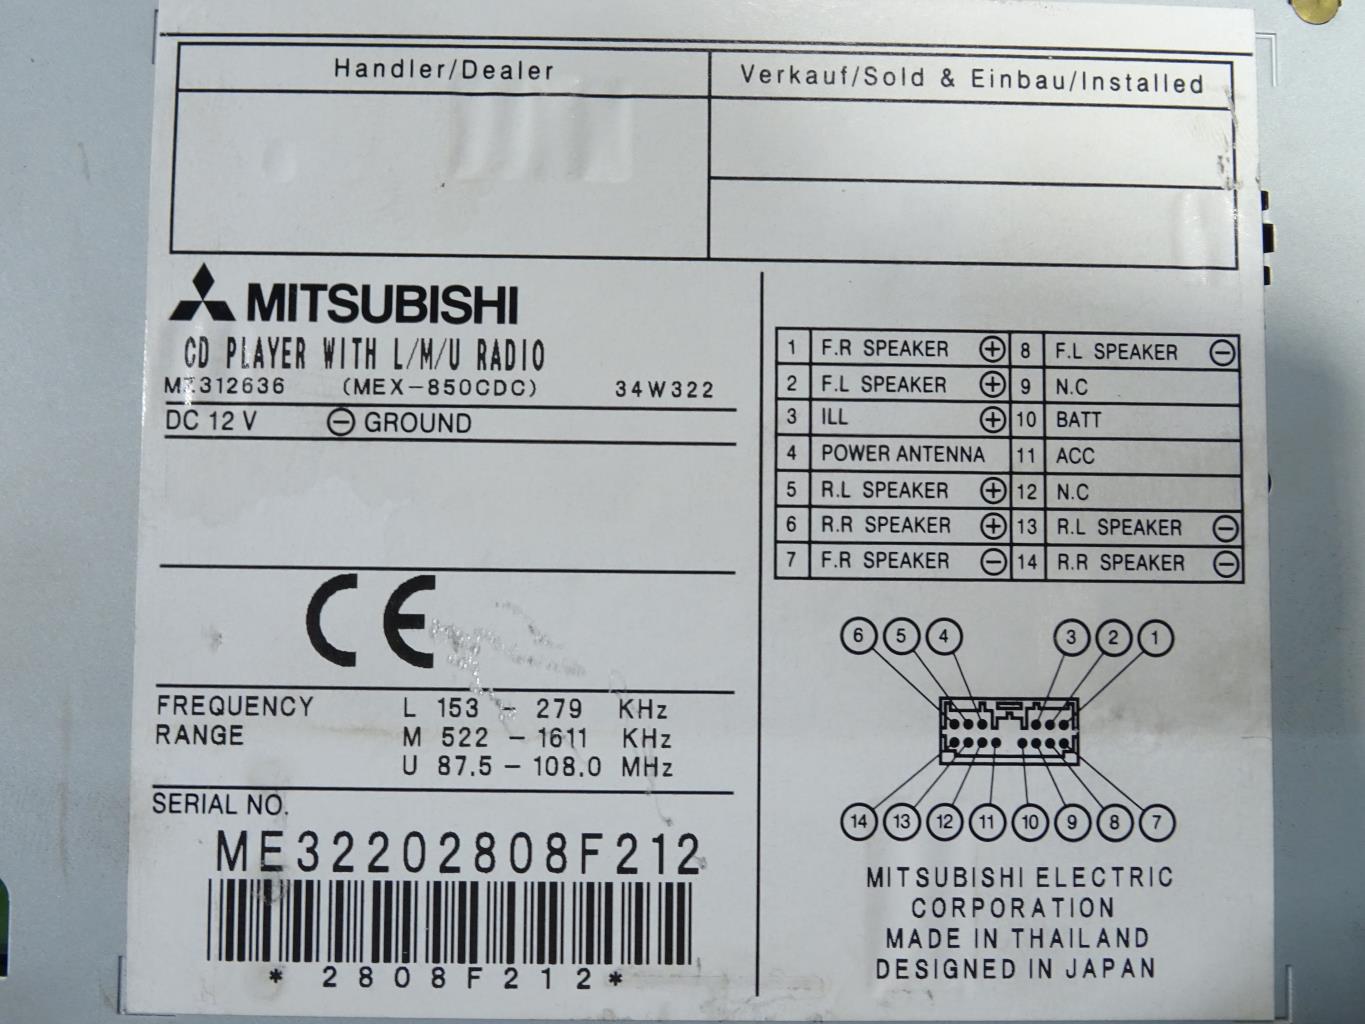 Handler/Dealer
Verkauf/Sold & Einbau/Installed
MITSUBISHI
CD PLAYER WITH L/M/U RADIO
(MEX-850CDC) 34W322
DC 12 V ⊖ GROUND
CE
FREQUENCY L 153 - 279 KHz
RANGE M 522 - 1611 KHz
U 87.5 - 108.0 MHz
SERIAL NO.
ME32202808F212
*2808F212*
1 F.R SPEAKER ⊕ 8 F.L SPEAKER ⊖
2 F.L SPEAKER ⊕ 9 N.C
3 ILL ⊕ 10 BATT
4 POWER ANTENNA 11 ACC
5 R.L SPEAKER ⊕ 12 N.C
6 R.R SPEAKER ⊕ 13 R.L SPEAKER ⊖
7 F.R SPEAKER ⊖ 14 R.R SPEAKER ⊖
6 5 4 3 2 1
14 13 12 11 10 9 8 7
MITSUBISHI ELECTRIC
CORPORATION
MADE IN THAILAND
DESIGNED IN JAPAN